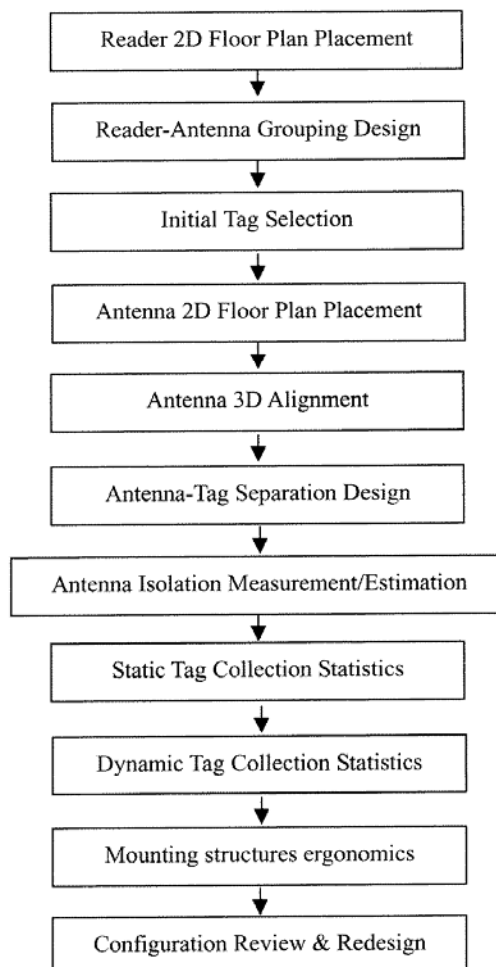 Reader 2D Floor Plan Placement
Reader-Antenna Grouping Design
Initial Tag Selection
Antenna 2D Floor Plan Placement
Antenna 3D Alignment
Antenna-Tag Separation Design
Antenna Isolation Measurement/Estimation
Static Tag Collection Statistics
Dynamic Tag Collection Statistics
Mounting structures ergonomics
Configuration Review & Redesign